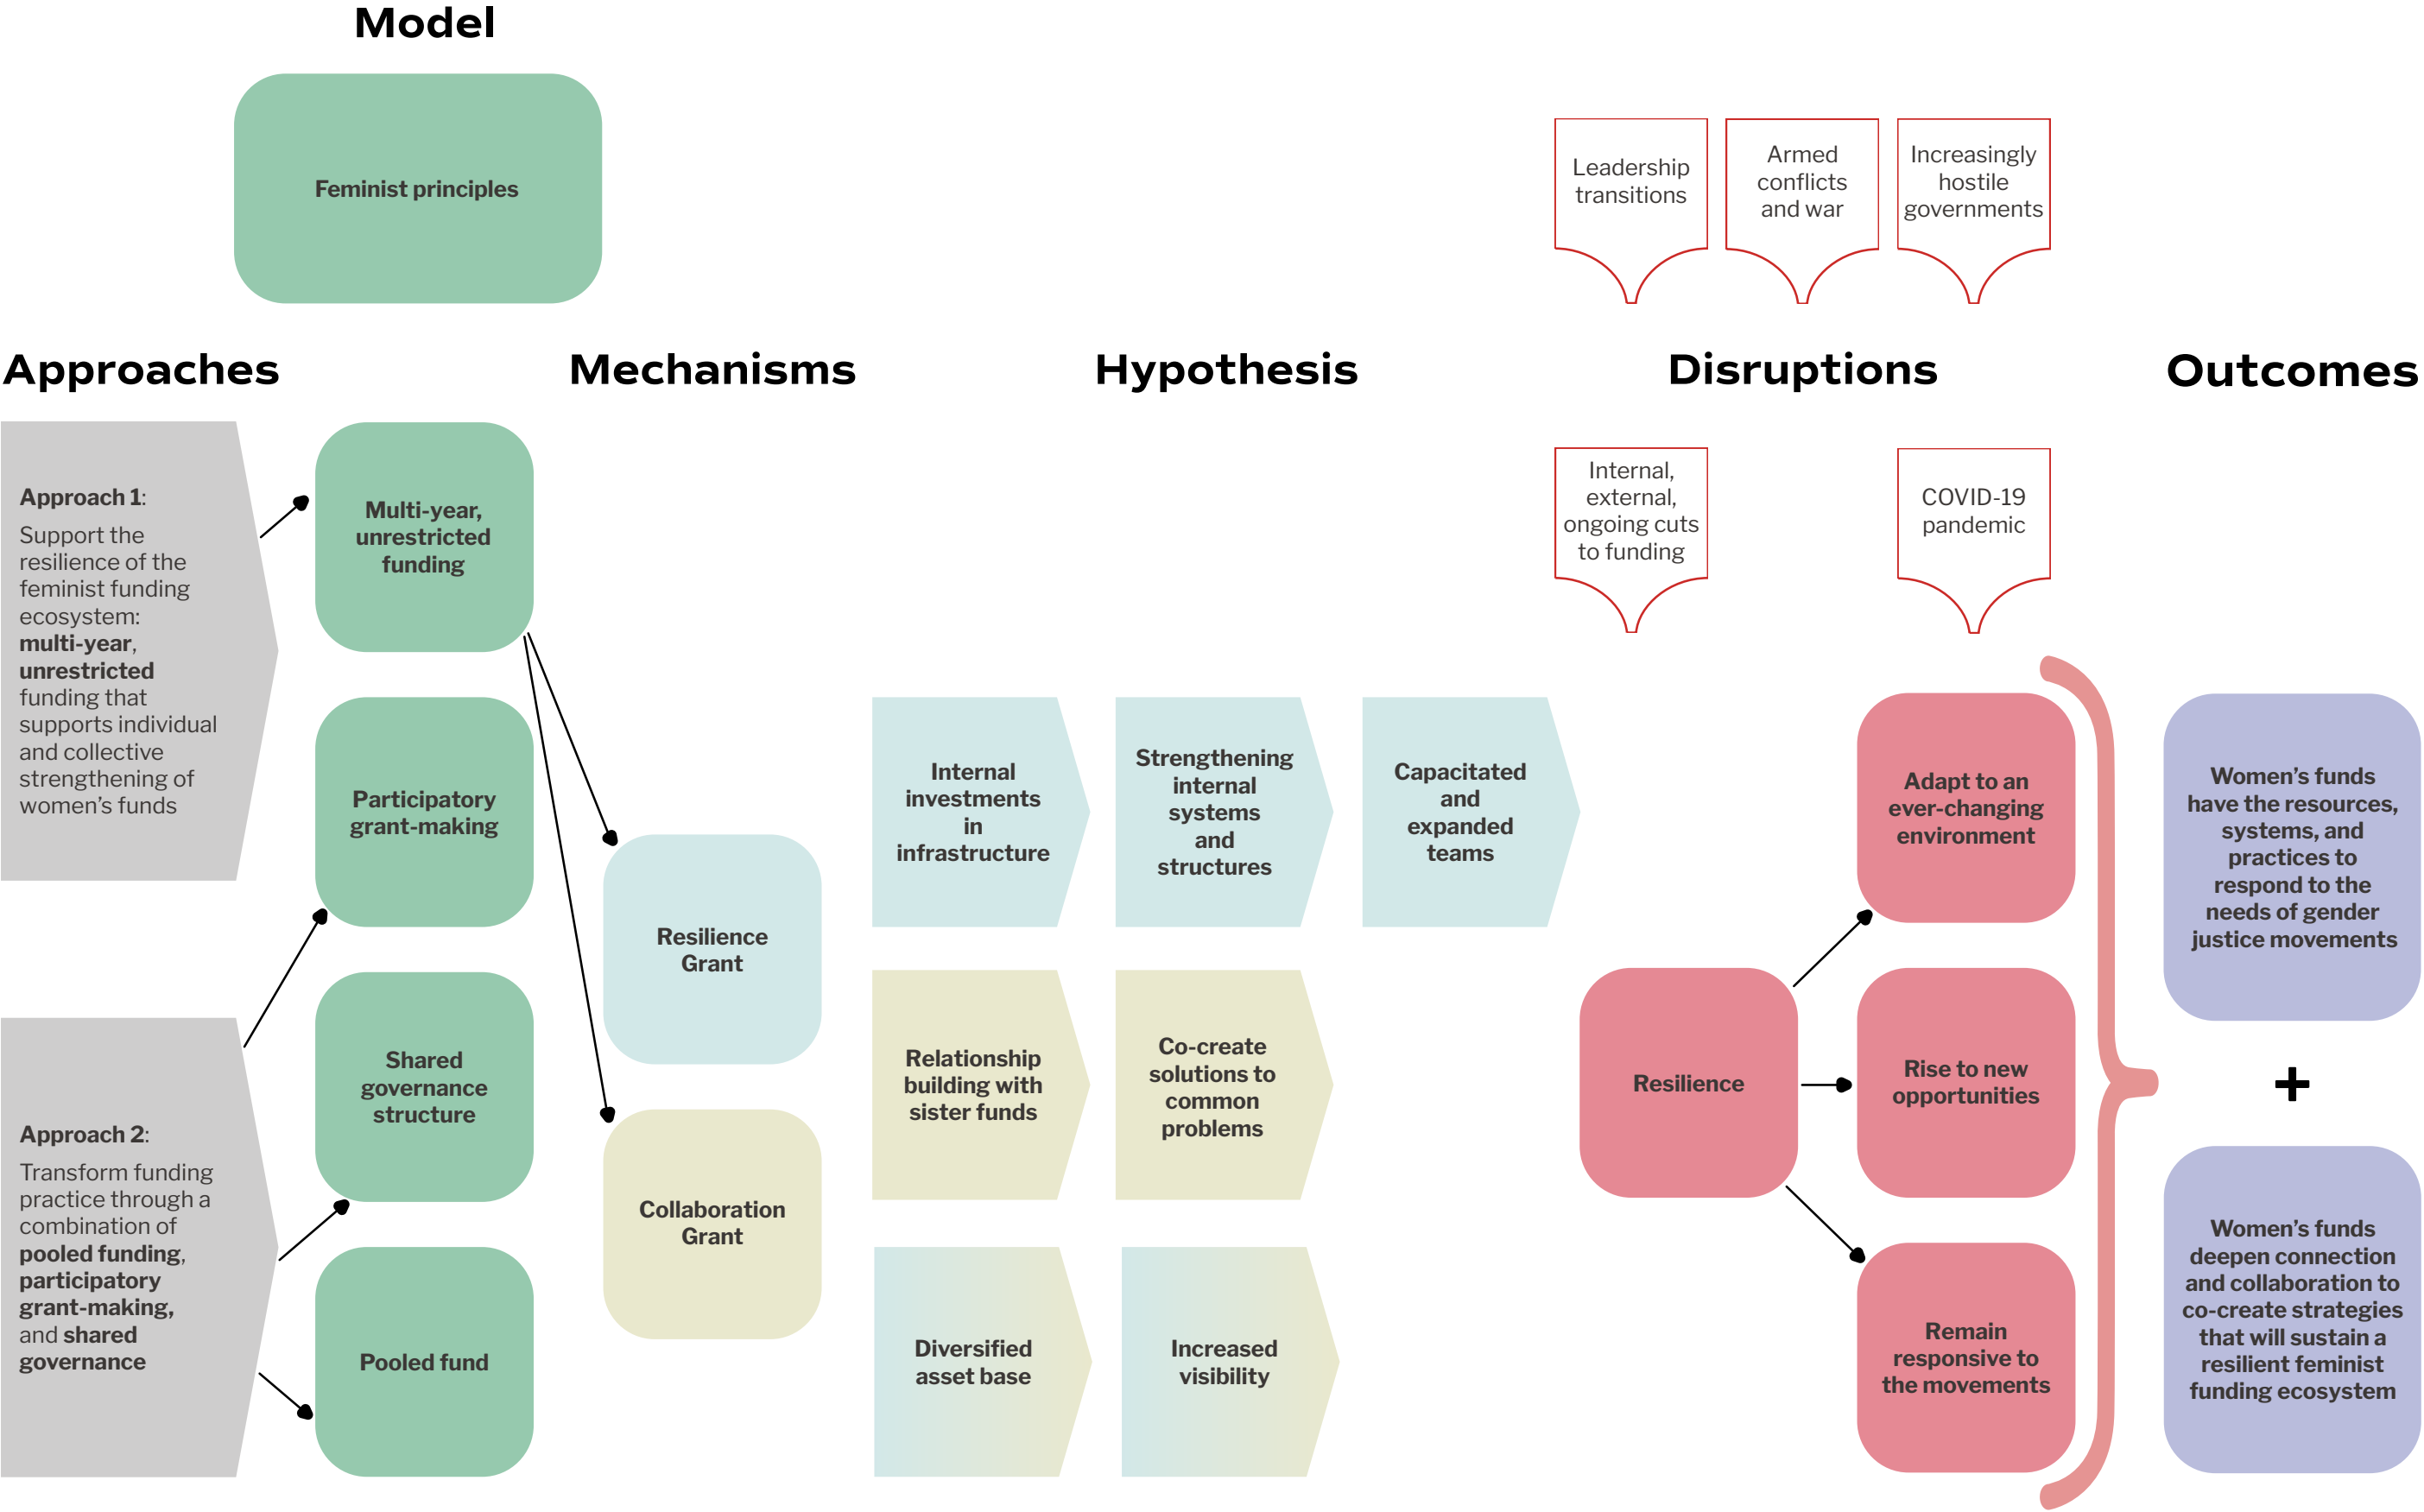 Model
Feminist principles
Leadership
transitions
Armed
conflicts
and war
Increasingly
hostile
governments
Approaches
Mechanisms
Hypothesis
Disruptions
Outcomes
Approach 1:
Support the
resilience of the
feminist funding
ecosystem:
multi-year,
unrestricted
funding that
supports individual
and collective
strengthening of
women’s funds
Approach 2:
Transform funding
practice through a
combination of
pooled funding,
participatory
grant-making,
and shared
governance
Multi-year,
unrestricted
funding
Participatory
grant-making
Shared
governance
structure
Pooled fund
Resilience
Grant
Collaboration
Grant
Internal
investments
in
infrastructure
Strengthening
internal
systems
and
structures
Capacitated
and
expanded
teams
Relationship
building with
sister funds
Co-create
solutions to
common
problems
Diversified
asset base
Increased
visibility
Internal,
external,
ongoing cuts
to funding
COVID-19
pandemic
Resilience
Adapt to an
ever-changing
environment
Rise to new
opportunities
Remain
responsive to
the movements
Women’s funds
have the resources,
systems, and
practices to
respond to the
needs of gender
justice movements
+
Women’s funds
deepen connection
and collaboration to
co-create strategies
that will sustain a
resilient feminist
funding ecosystem